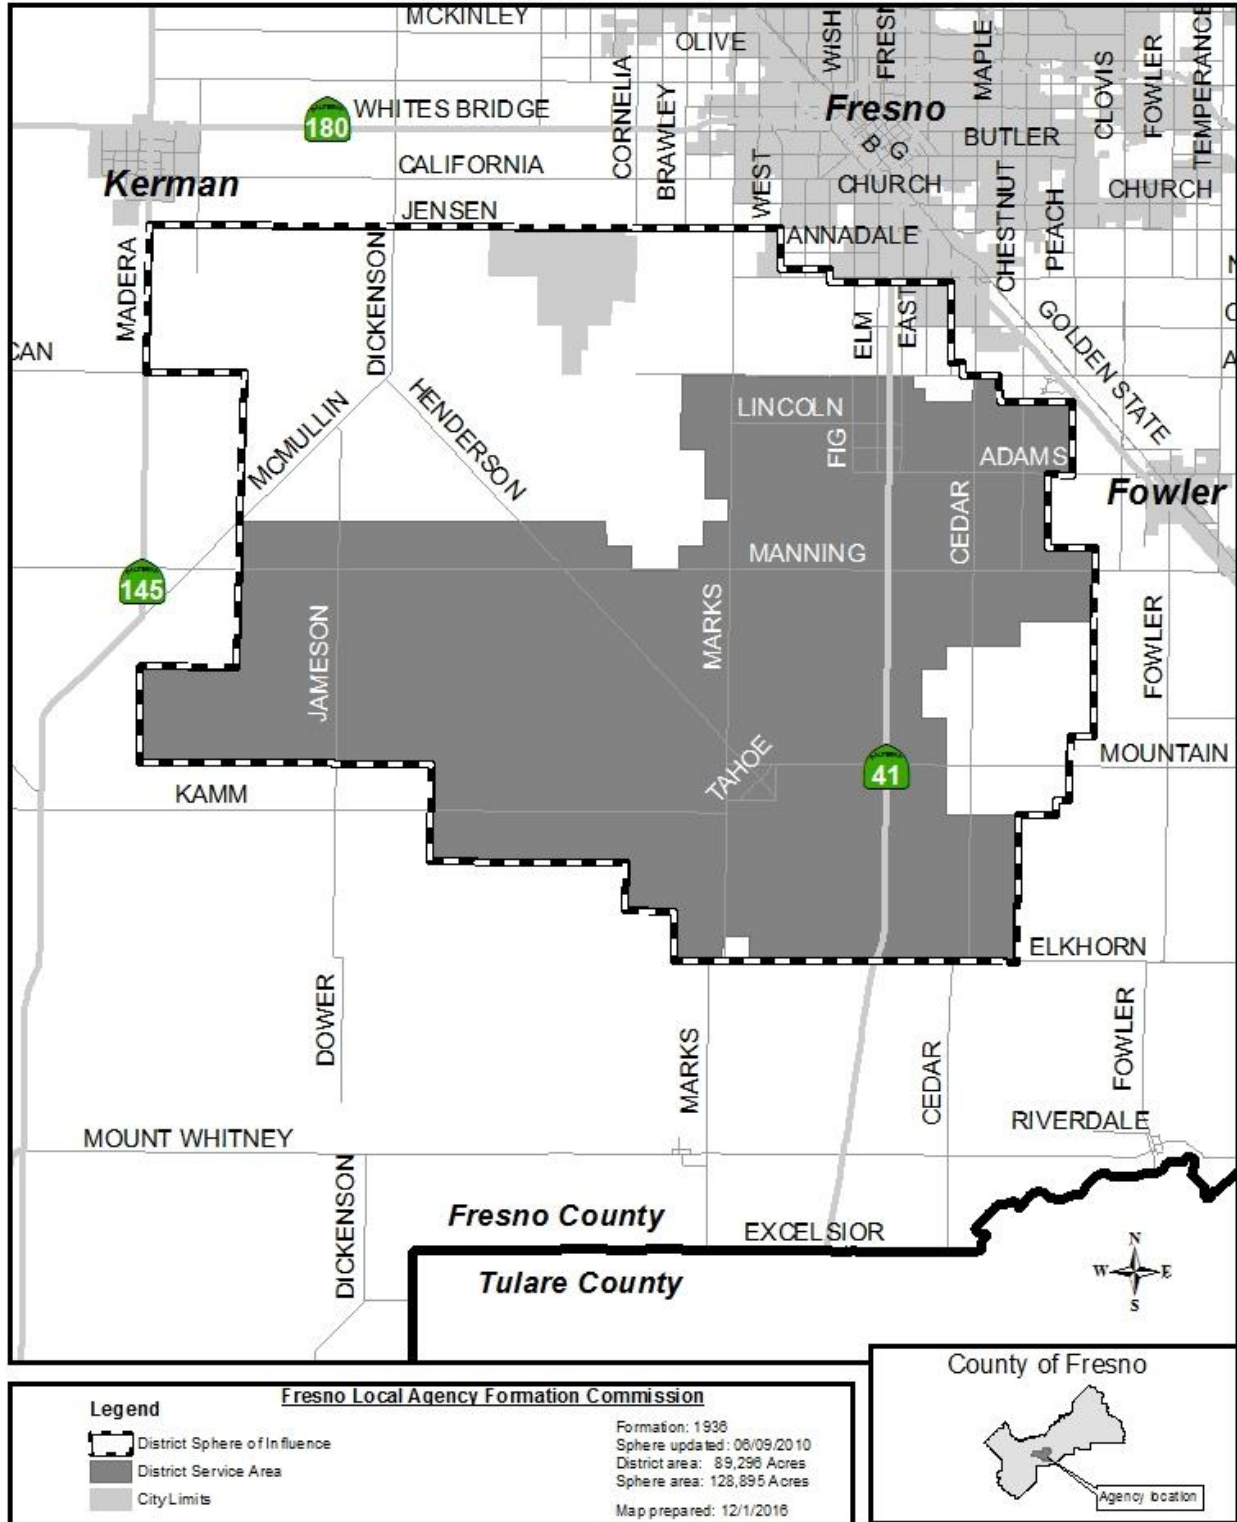 MCKINLEY
OLIVE
WISH
FRESN
MAPLE
CLOVIS
FOWLER
TEMPERANCE
CORNELIA
BRAWLEY
180
WHITES BRIDGE
Fresno
BUTLER
B
G
CALIFORNIA
Kerman
WEST
CHURCH
CHESTNUT
PEACH
CHURCH
JENSEN
ANNADALE
MADERA
DICKENSON
ELM
EAST
GOLDEN STATE
N
C
A
CAN
MCMULLIN
HENDERSON
LINCOLN
FIG
ADAMS
CEDAR
Fowler
MANNING
145
JAMESON
MARKS
FOWLER
TAHOE
41
MOUNTAIN
KAMM
ELKHORN
DOWER
MARKS
CEDAR
FOWLER
RIVERDALE
MOUNT WHITNEY
DICKENSON
Fresno County
EXCELSIOR
Tulare County
N
W
E
S
Fresno Local Agency Formation Commission
Legend
District Sphere of Influence
District Service Area
City Limits
Formation: 1936
Sphere updated: 06/09/2010
District area: 89,296 Acres
Sphere area: 128,895 Acres
Map prepared: 12/1/2016
County of Fresno
Agency location